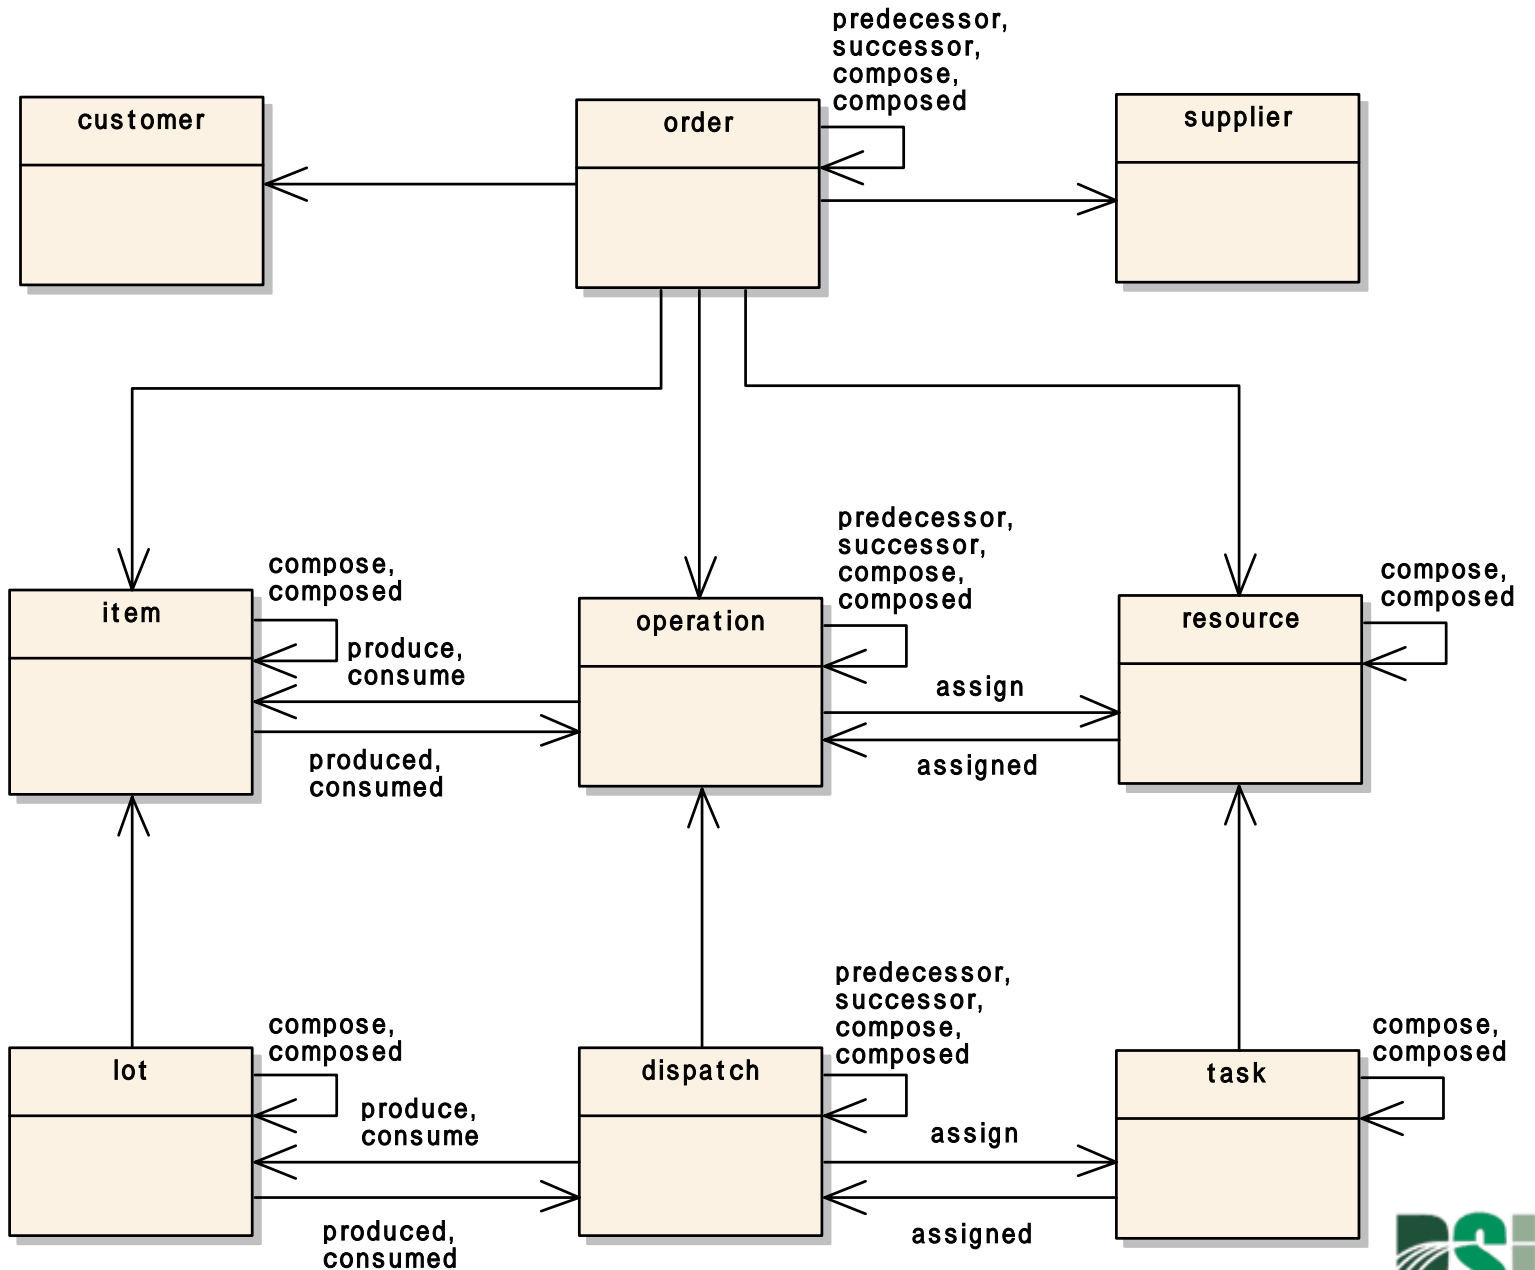 predecessor,
successor,
compose,
composed
customer
order
supplier
predecessor,
successor,
compose,
composed
compose,
composed
compose,
composed
item
operation
resource
produce,
consume
assign
produced,
consumed
assigned
predecessor,
successor,
compose,
composed
compose,
composed
compose,
composed
lot
dispatch
task
produce,
consume
assign
produced,
consumed
assigned